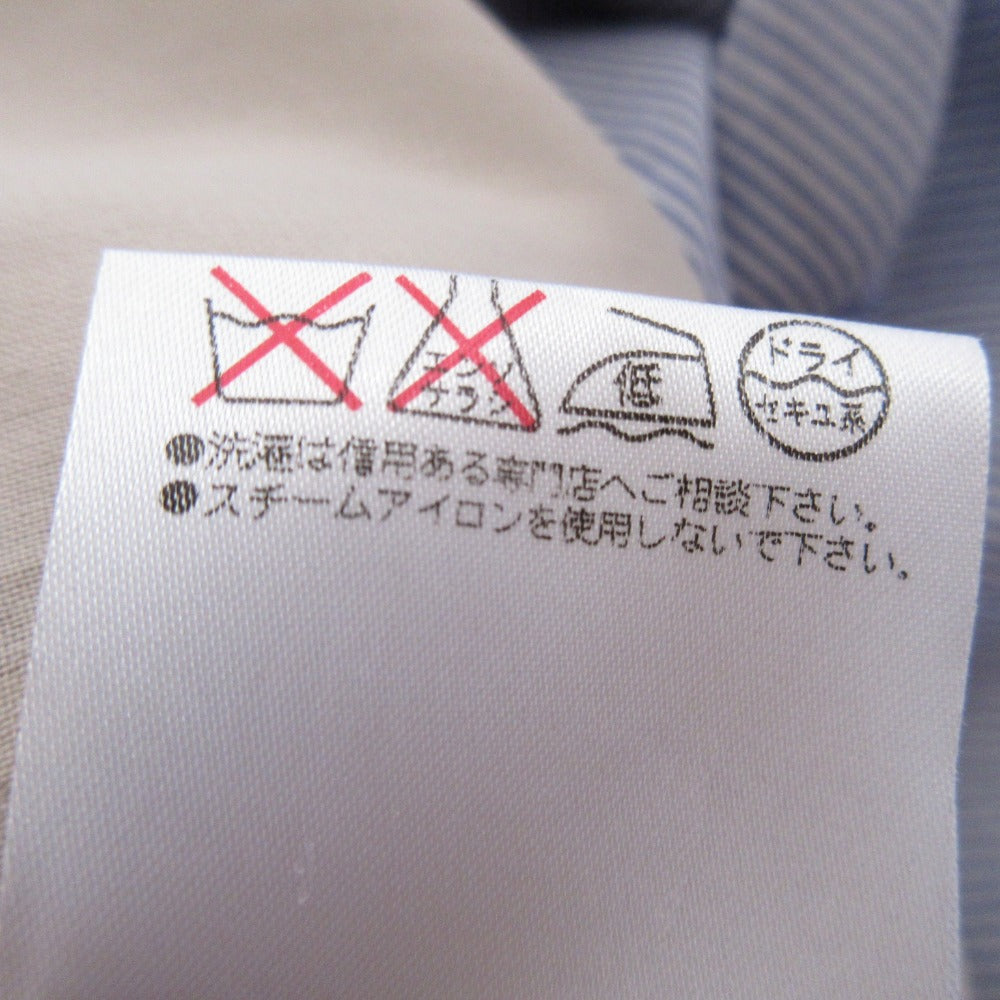 エンソ
サラシ
低
ドライ
セキユ系
●洗濯は信用ある専門店へご相談下さい。
●スチームアイロンを使用しないで下さい。